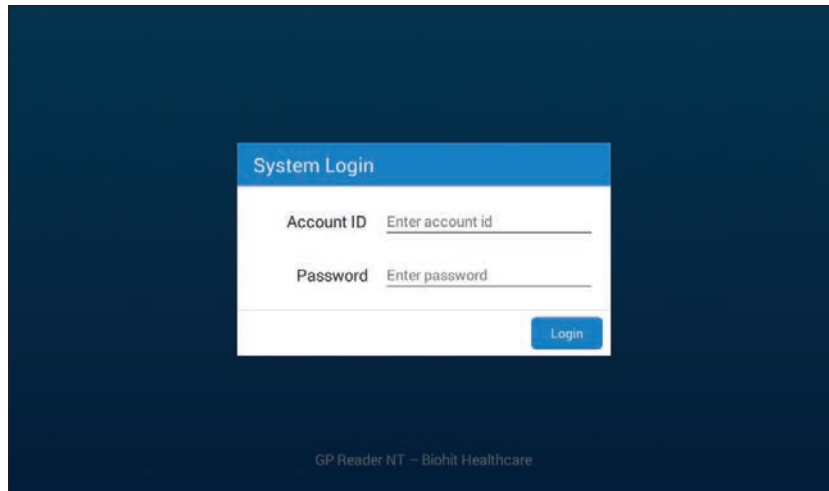 System Login
Account ID Enter account id
Password Enter password
Login
GP Reader NT – Biohit Healthcare